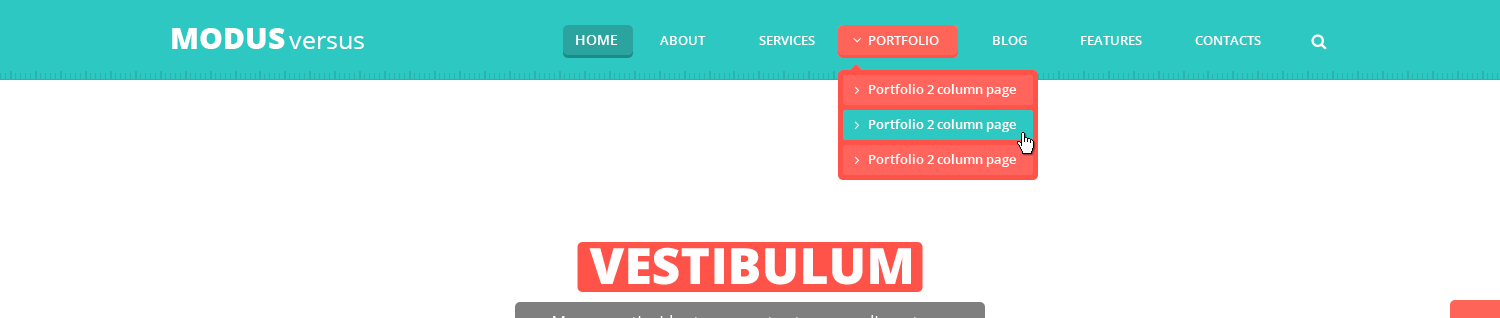 MODUS versus
HOME ABOUT SERVICES PORTFOLIO BLOG FEATURES CONTACTS
Portfolio 2 column page
Portfolio 2 column page
Portfolio 2 column page
VESTIBULUM